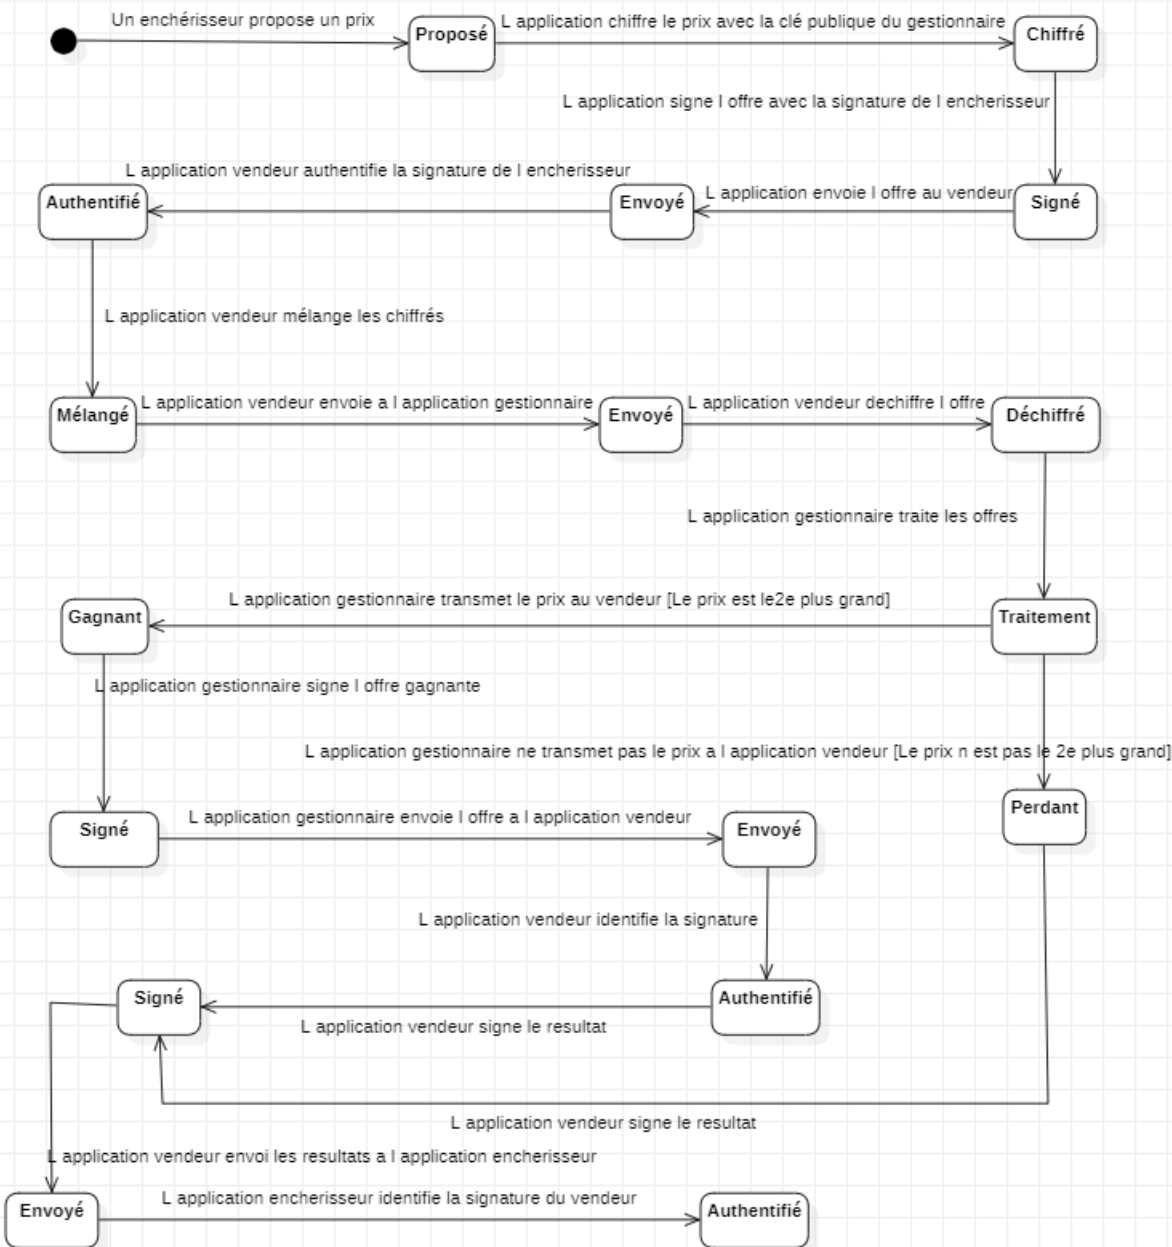 Un enchérisseur propose un prix
Proposé
L application chiffre le prix avec la clé publique du gestionnaire
Chiffré
L application signe l offre avec la signature de l encherisseur
Signé
L application envoie l offre au vendeur
Envoyé
L application vendeur authentifie la signature de l encherisseur
Authentifié
L application vendeur mélange les chiffrés
Mélangé
L application vendeur envoie a l application gestionnaire
Envoyé
L application vendeur dechiffre l offre
Déchiffré
L application gestionnaire traite les offres
Traitement
L application gestionnaire transmet le prix au vendeur [Le prix est le2e plus grand]
Gagnant
L application gestionnaire signe l offre gagnante
L application gestionnaire ne transmet pas le prix a l application vendeur [Le prix n est pas le 2e plus grand]
Perdant
Signé
L application gestionnaire envoie l offre a l application vendeur
Envoyé
L application vendeur identifie la signature
Authentifié
L application vendeur signe le resultat
Signé
L application vendeur signe le resultat
L application vendeur envoi les resultats a l application encherisseur
Envoyé
L application encherisseur identifie la signature du vendeur
Authentifié